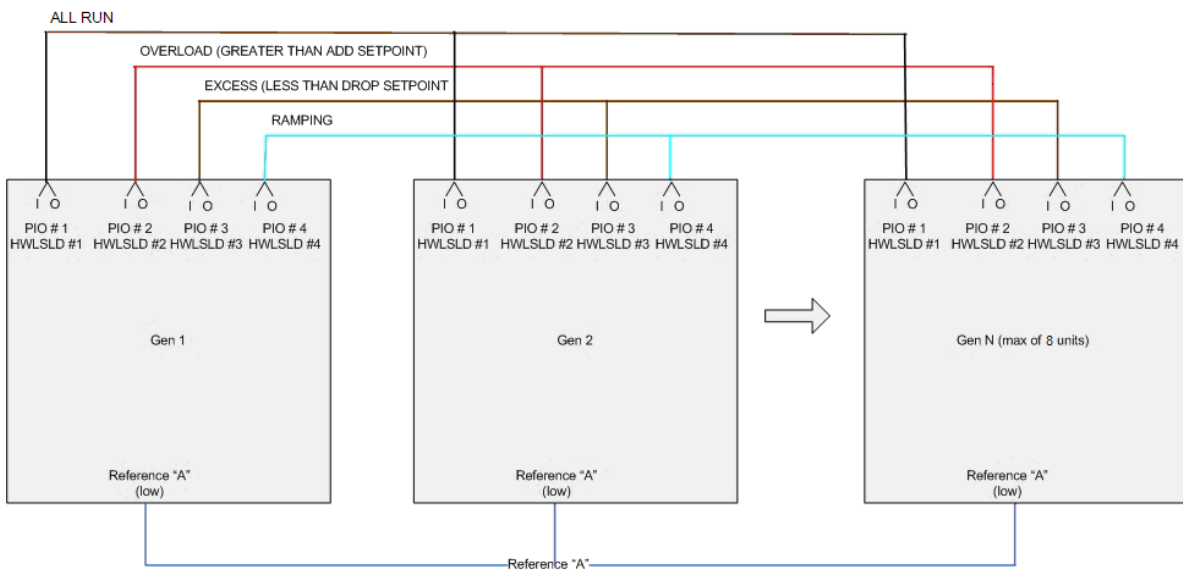 ALL RUN
OVERLOAD (GREATER THAN ADD SETPOINT)
EXCESS (LESS THAN DROP SETPOINT
RAMPING
I O I O I O I O
PIO # 1 PIO # 2 PIO # 3 PIO # 4
HWLSLD #1 HWLSLD #2 HWLSLD #3 HWLSLD #4
Gen 1
Reference “A”
(low)
I O I O I O I O
PIO # 1 PIO # 2 PIO # 3 PIO # 4
HWLSLD #1 HWLSLD #2 HWLSLD #3 HWLSLD #4
Gen 2
Reference “A”
(low)
I O I O I O I O
PIO # 1 PIO # 2 PIO # 3 PIO # 4
HWLSLD #1 HWLSLD #2 HWLSLD #3 HWLSLD #4
Gen N (max of 8 units)
Reference “A”
(low)
Reference “A”